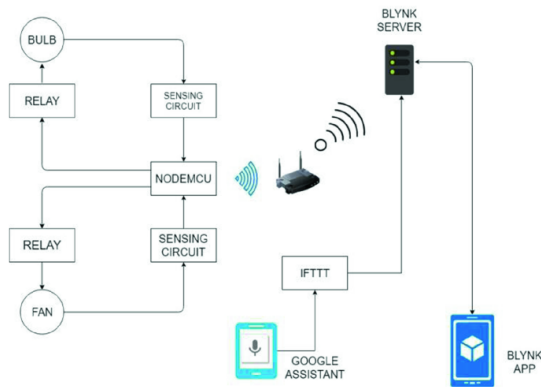 BLYNK
SERVER
BULB
RELAY
SENSING
CIRCUIT
NODEMCU
RELAY
SENSING
CIRCUIT
IFTTT
FAN
GOOGLE
ASSISTANT
BLYNK
APP